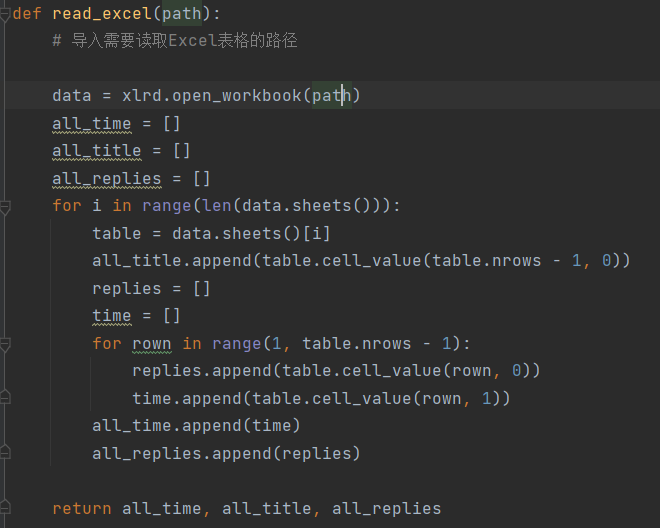 def read_excel(path):
    # 导入需要读取Excel表格的路径
    data = xlrd.open_workbook(path)
    all_time = []
    all_title = []
    all_replies = []
    for i in range(len(data.sheets())):
        table = data.sheets()[i]
        all_title.append(table.cell_value(table.nrows - 1, 0))
        replies = []
        time = []
        for rown in range(1, table.nrows - 1):
            replies.append(table.cell_value(rown, 0))
            time.append(table.cell_value(rown, 1))
        all_time.append(time)
        all_replies.append(replies)
    return all_time, all_title, all_replies